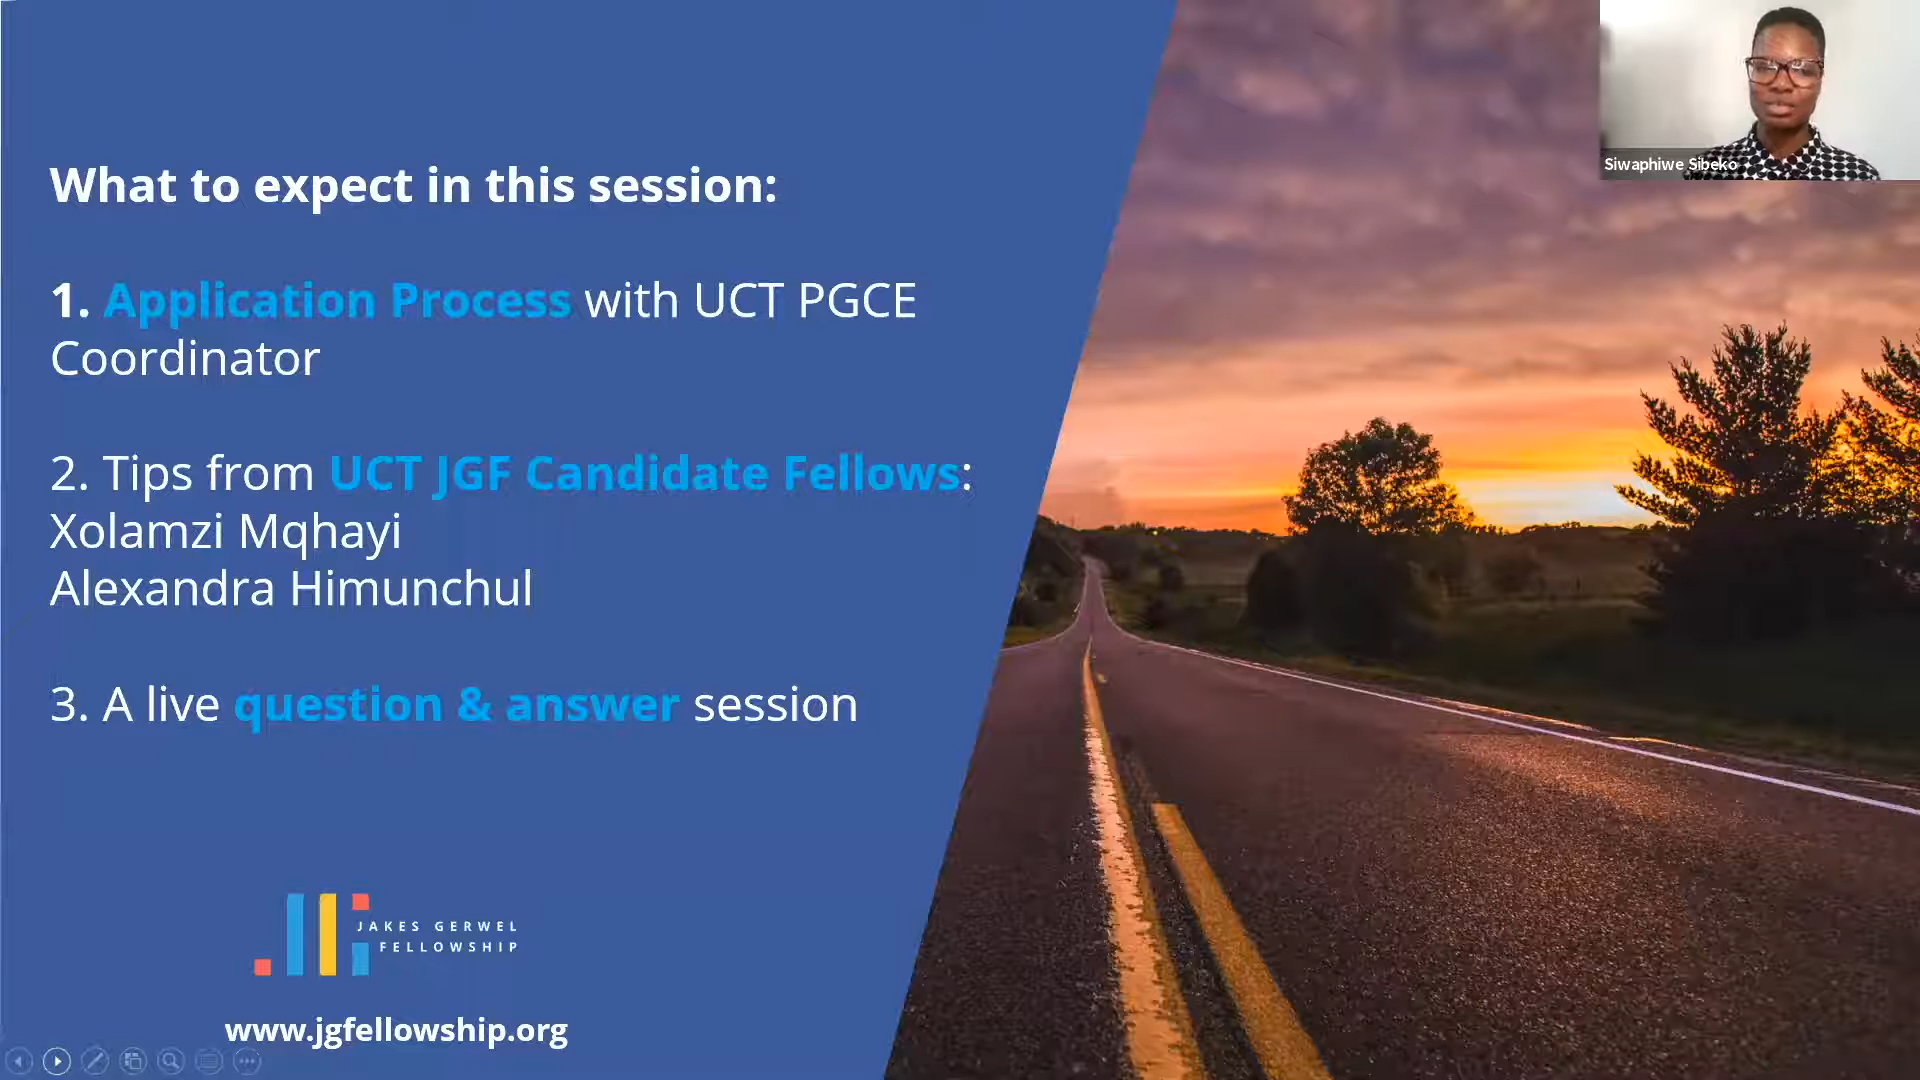 What to expect in this session:
1. Application Process with UCT PGCE
Coordinator
2. Tips from UCT JGF Candidate Fellows:
Xolamzi Mqhayi
Alexandra Himunchul
3. A live question & answer session
JAKES GERWEL
FELLOWSHIP
www.jgfellowship.org
Siwaphiwe Sibeko